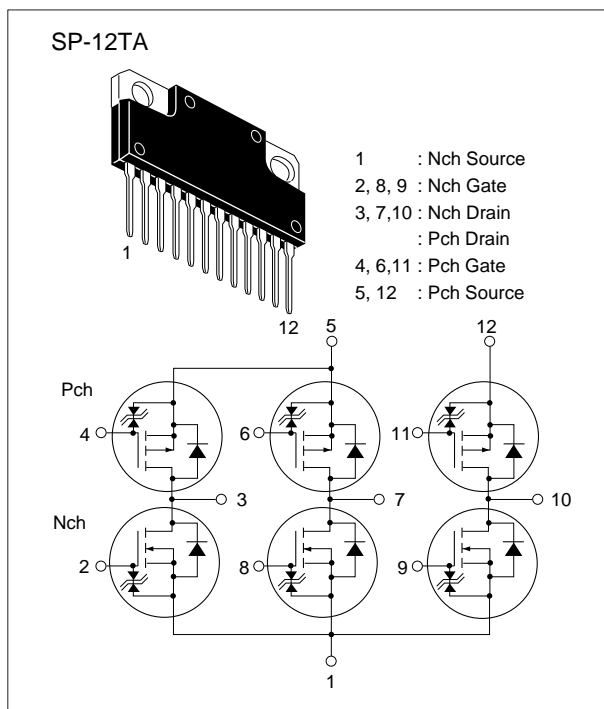 SP-12TA
1 : Nch Source
2, 8, 9 : Nch Gate
3, 7,10 : Nch Drain
: Pch Drain
4, 6,11 : Pch Gate
5, 12 : Pch Source
1
12
5
12
Pch
4
6
11
3
7
10
Nch
2
8
9
1